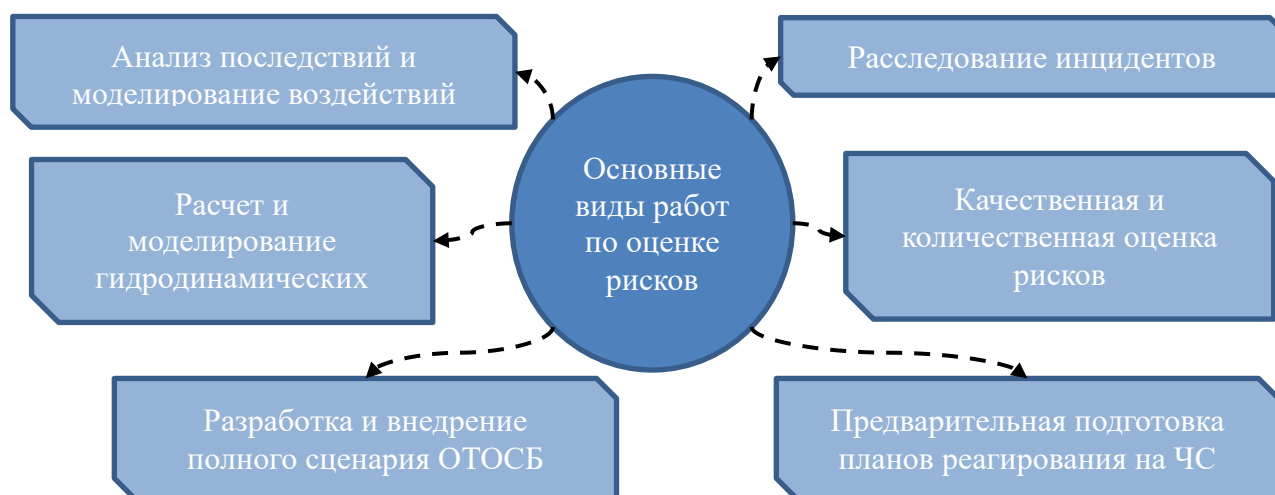 Анализ последствий и
моделирование воздействий
Расследование инцидентов
Основные
виды работ
по оценке
рисков
Расчет и
моделирование
гидродинамических
Качественная и
количественная оценка
рисков
Разработка и внедрение
полного сценария ОТОСБ
Предварительная подготовка
планов реагирования на ЧС